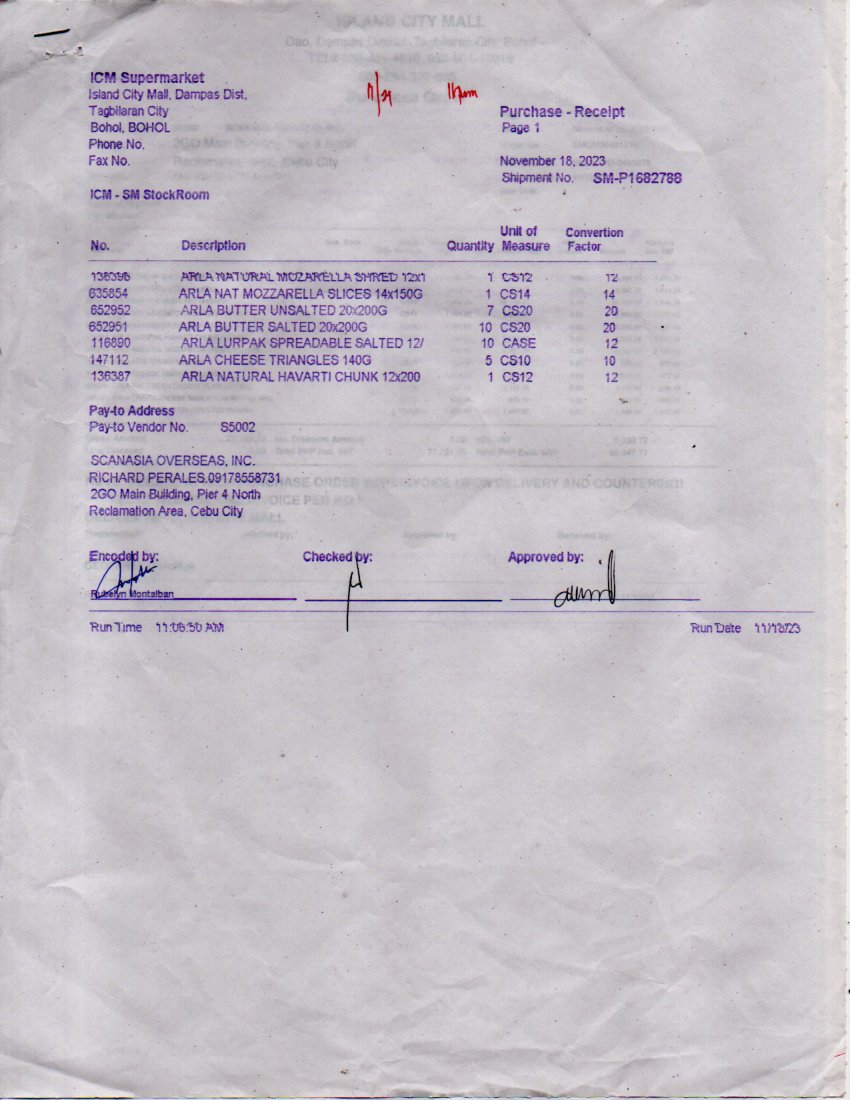 ICM Supermarket
Island City Mall, Dampas Dist,
Tagbilaran City
Bohol, BOHOL
Phone No.
Fax No.
Purchase - Receipt
Page 1
November 18, 2023
Shipment No. SM-P1682788
ICM - SM StockRoom
No. Description Quantity Unit of Measure Convertion Factor
136396 ARLA NATURAL MOZARELLA SHRED 12x1 1 CS12 12
635854 ARLA NAT MOZZARELLA SLICES 14x150G 1 CS14 14
652952 ARLA BUTTER UNSALTED 20x200G 7 CS20 20
652951 ARLA BUTTER SALTED 20x200G 10 CS20 20
116890 ARLA LURPAK SPREADABLE SALTED 12/ 10 CASE 12
147112 ARLA CHEESE TRIANGLES 140G 5 CS10 10
136387 ARLA NATURAL HAVARTI CHUNK 12x200 1 CS12 12
Pay-to Address
Pay-to Vendor No. S5002
SCANASIA OVERSEAS, INC.
RICHARD PERALES.09178558731
2GO Main Building, Pier 4 North
Reclamation Area, Cebu City
Encoded by: Checked by: Approved by:
Rubelyn Montalban
Run Time 11:06:50 AM Run Date 11/18/23